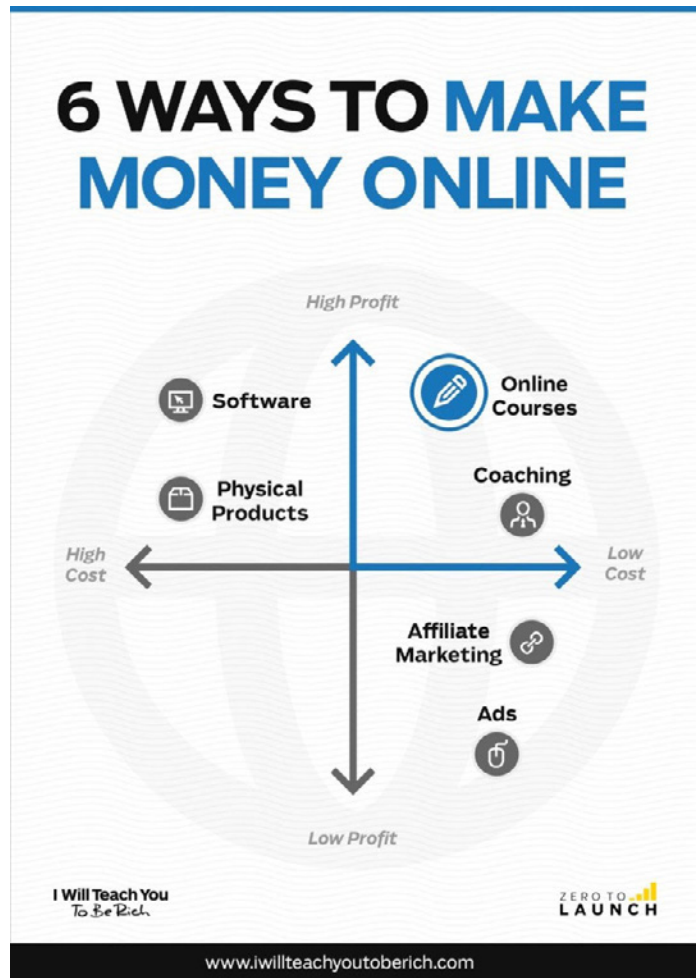 6 WAYS TO MAKE
MONEY ONLINE
High Profit
Software
Online
Courses
Physical
Products
Coaching
High
Cost
Low
Cost
Affiliate
Marketing
Ads
Low Profit
I Will Teach You
To Be Rich
ZERO TO
LAUNCH
www.iwillteachyoutoberich.com